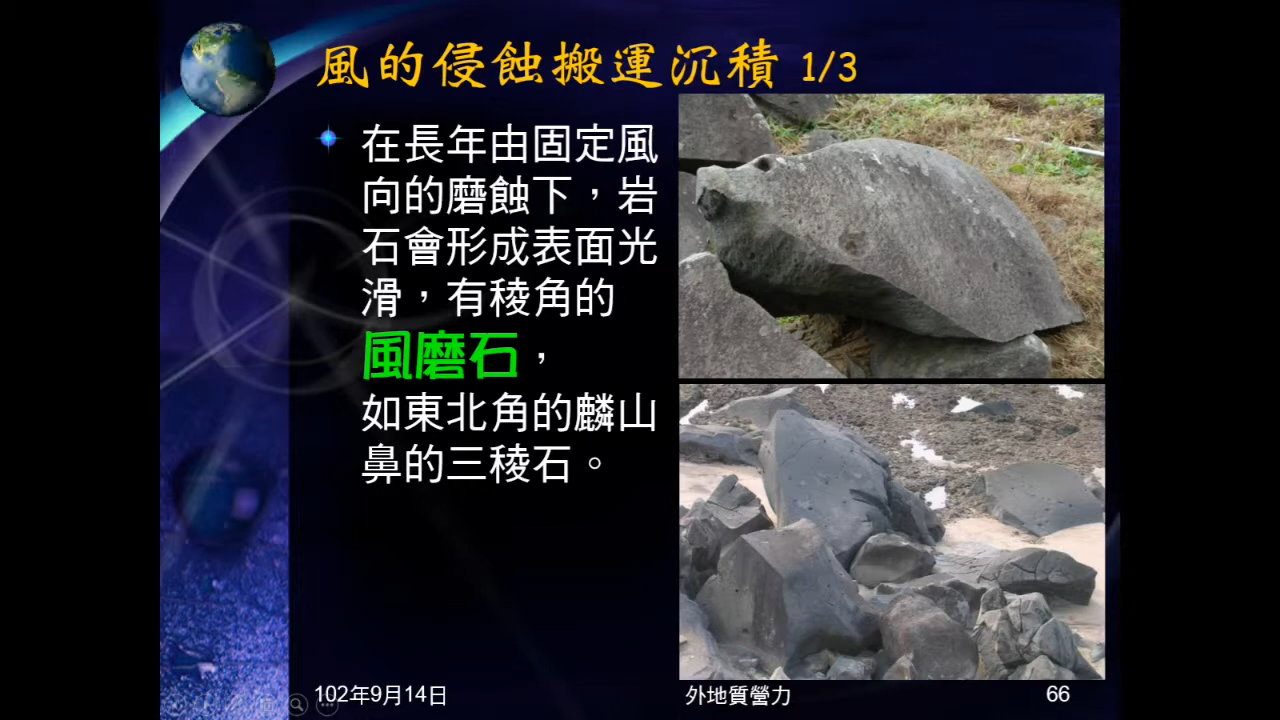 風的侵蝕搬運沉積 1/3
在長年由固定風
向的磨蝕下，岩
石會形成表面光
滑，有稜角的
風磨石，
如東北角的麟山
鼻的三稜石。
102年9月14日
外地質營力
66